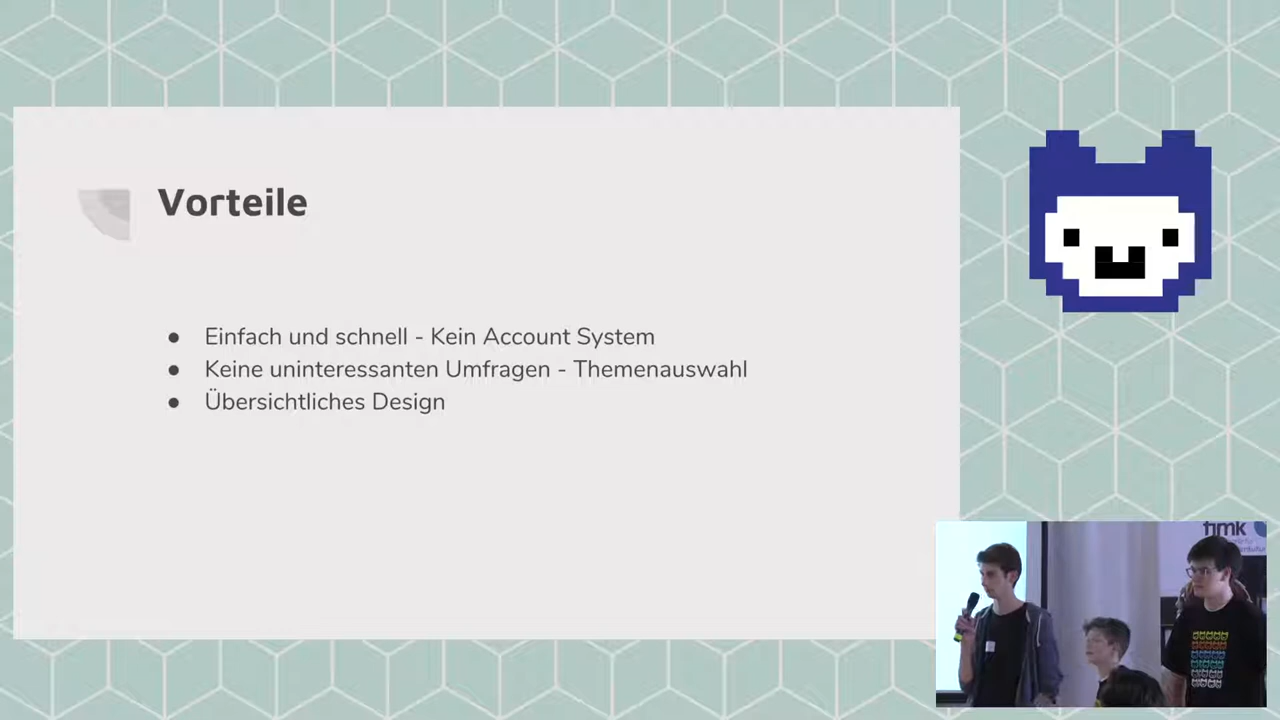 Vorteile
● Einfach und schnell - Kein Account System
● Keine uninteressanten Umfragen - Themenauswahl
● Übersichtliches Design